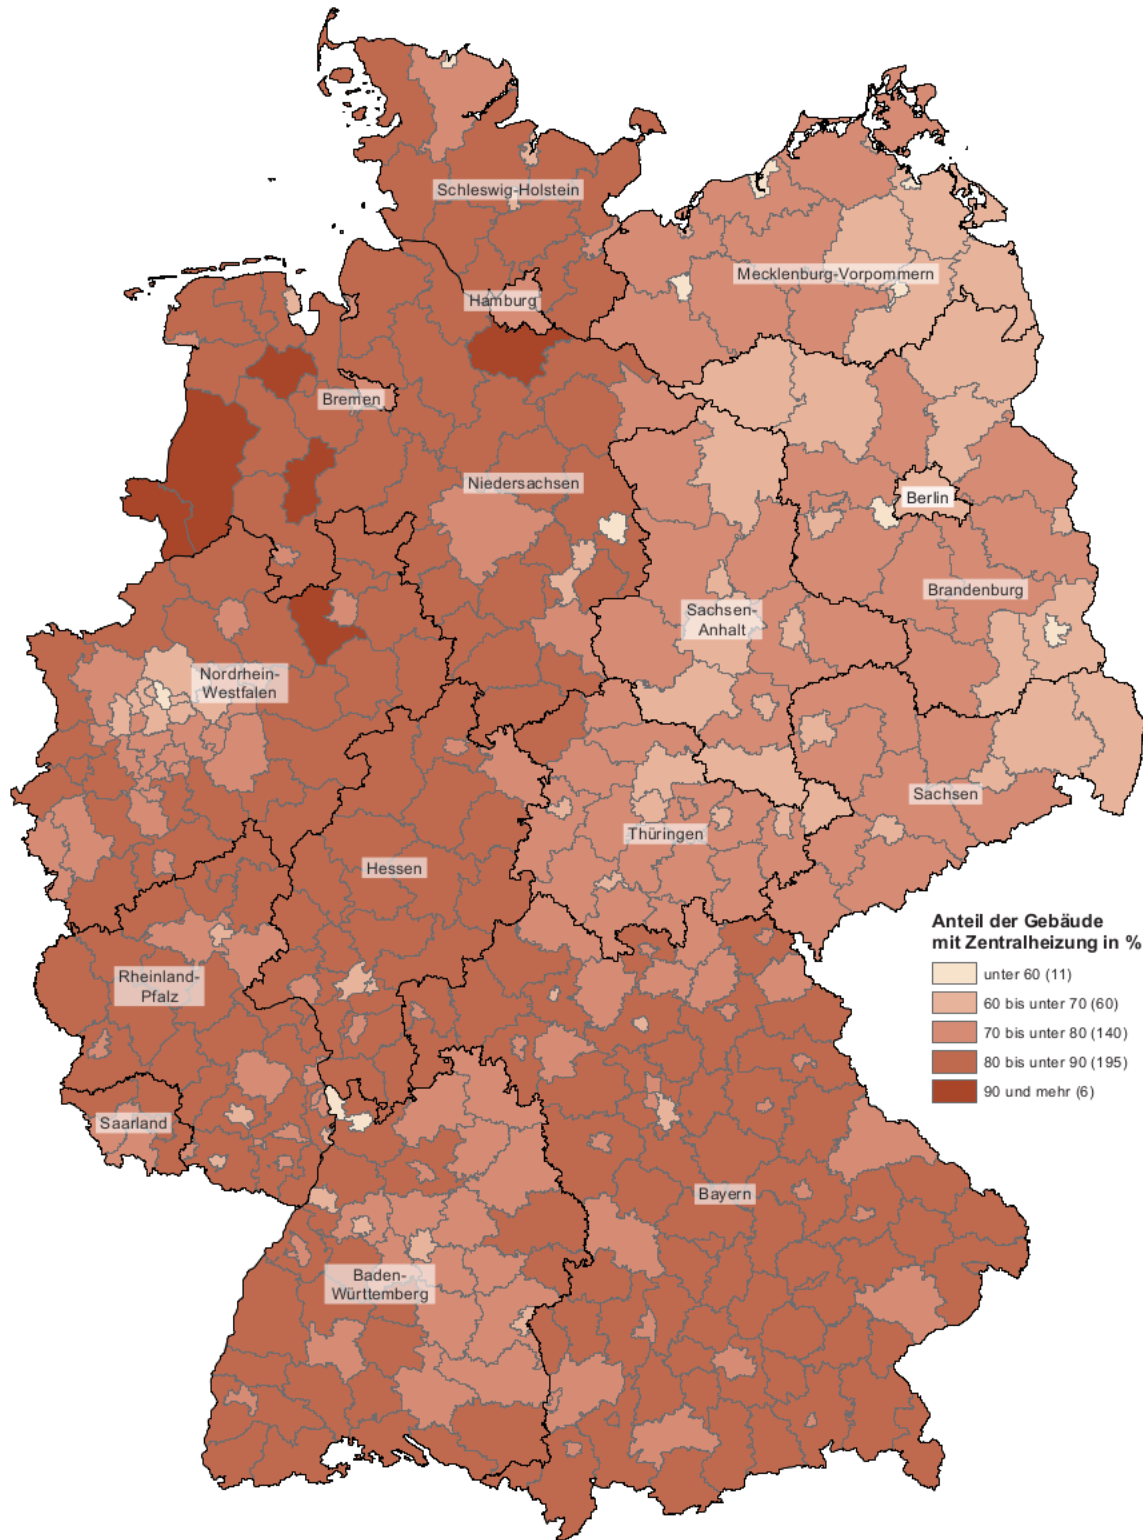 Schleswig-Holstein
Mecklenburg-Vorpommern
Hamburg
Bremen
Niedersachsen
Berlin
Brandenburg
Sachsen-
Anhalt
Nordrhein-
Westfalen
Sachsen
Thüringen
Hessen
Rheinland-
Pfalz
Saarland
Bayern
Baden-
Württemberg
Anteil der Gebäude
mit Zentralheizung in %
unter 60 (11)
60 bis unter 70 (60)
70 bis unter 80 (140)
80 bis unter 90 (195)
90 und mehr (6)